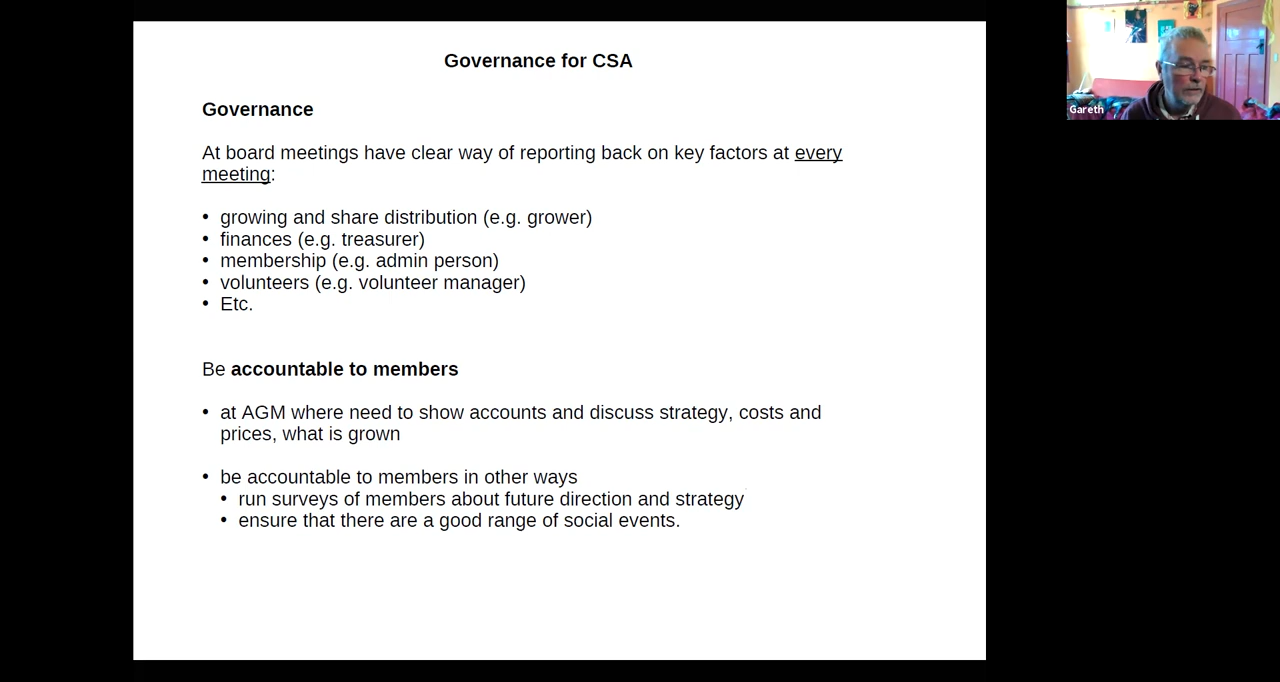 Governance for CSA
Governance
At board meetings have clear way of reporting back on key factors at every
meeting:
• growing and share distribution (e.g. grower)
• finances (e.g. treasurer)
• membership (e.g. admin person)
• volunteers (e.g. volunteer manager)
• Etc.
Be accountable to members
• at AGM where need to show accounts and discuss strategy, costs and
prices, what is grown
• be accountable to members in other ways
• run surveys of members about future direction and strategy
• ensure that there are a good range of social events.
Gareth